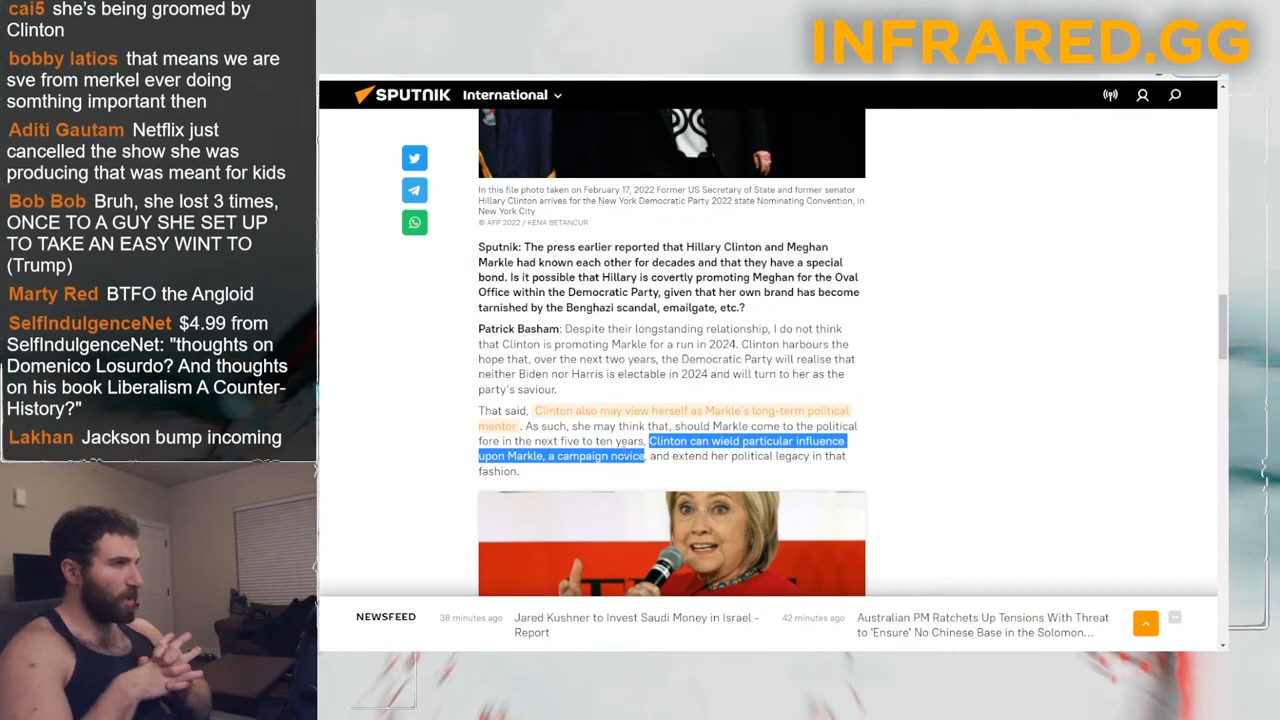 cai5 she's being groomed by
Clinton
bobby latios that means we are
sve from merkel ever doing
somthing important then
Aditi Gautam Netflix just
cancelled the show she was
producing that was meant for kids
Bob Bob Bruh, she lost 3 times,
ONCE TO A GUY SHE SET UP
TO TAKE AN EASY WINT TO
(Trump)
Marty Red BTFO the Angloid
SelfIndulgenceNet $4.99 from
SelfIndulgenceNet: "thoughts on
Domenico Losurdo? And thoughts
on his book Liberalism A Counter-
History?"
Lakhan Jackson bump incoming
INFRARED.GG
SPUTNIK International
In this file photo taken on February 17, 2022 Former US Secretary of State and former senator
Hillary Clinton arrives for the New York Democratic Party 2022 state Nominating Convention, in
New York City
© AFP 2022 / KENA BETANCUR
Sputnik: The press earlier reported that Hillary Clinton and Meghan
Markle had known each other for decades and that they have a special
bond. Is it possible that Hillary is covertly promoting Meghan for the Oval
Office within the Democratic Party, given that her own brand has become
tarnished by the Benghazi scandal, emailgate, etc.?
Patrick Basham: Despite their longstanding relationship, I do not think
that Clinton is promoting Markle for a run in 2024. Clinton harbours the
hope that, over the next two years, the Democratic Party will realise that
neither Biden nor Harris is electable in 2024 and will turn to her as the
party's saviour.
That said, Clinton also may view herself as Markle's long-term political
mentor. As such, she may think that, should Markle come to the political
fore in the next five to ten years, Clinton can wield particular influence
upon Markle, a campaign novice, and extend her political legacy in that
fashion.
NEWSFEED
38 minutes ago
Jared Kushner to Invest Saudi Money in Israel -
Report
42 minutes ago
Australian PM Ratchets Up Tensions With Threat
to 'Ensure' No Chinese Base in the Solomon...